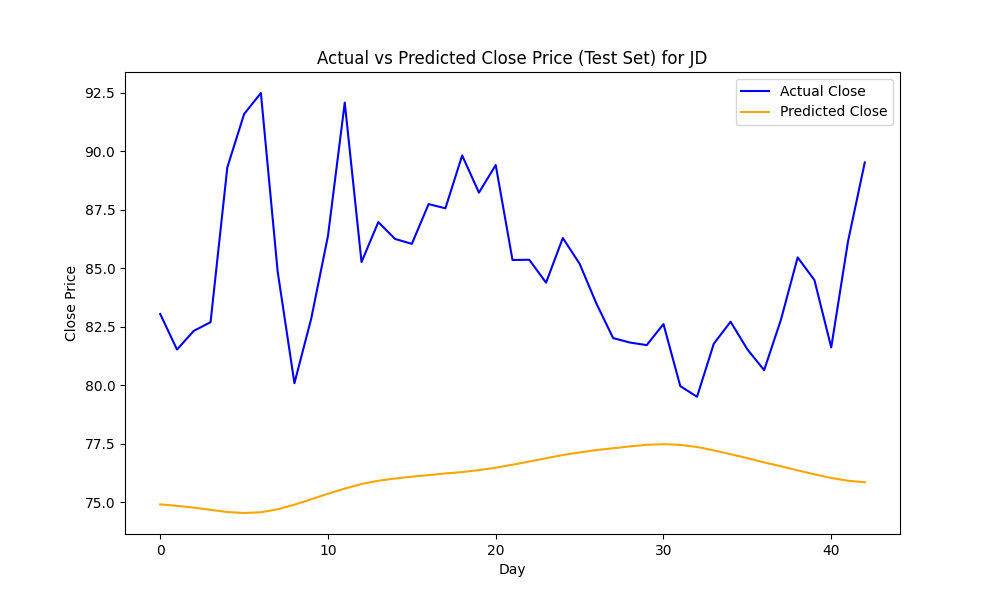 Actual vs Predicted Close Price (Test Set) for JD
Actual Close
Predicted Close
Close Price
92.5
90.0
87.5
85.0
82.5
80.0
77.5
75.0
0
10
20
30
40
Day